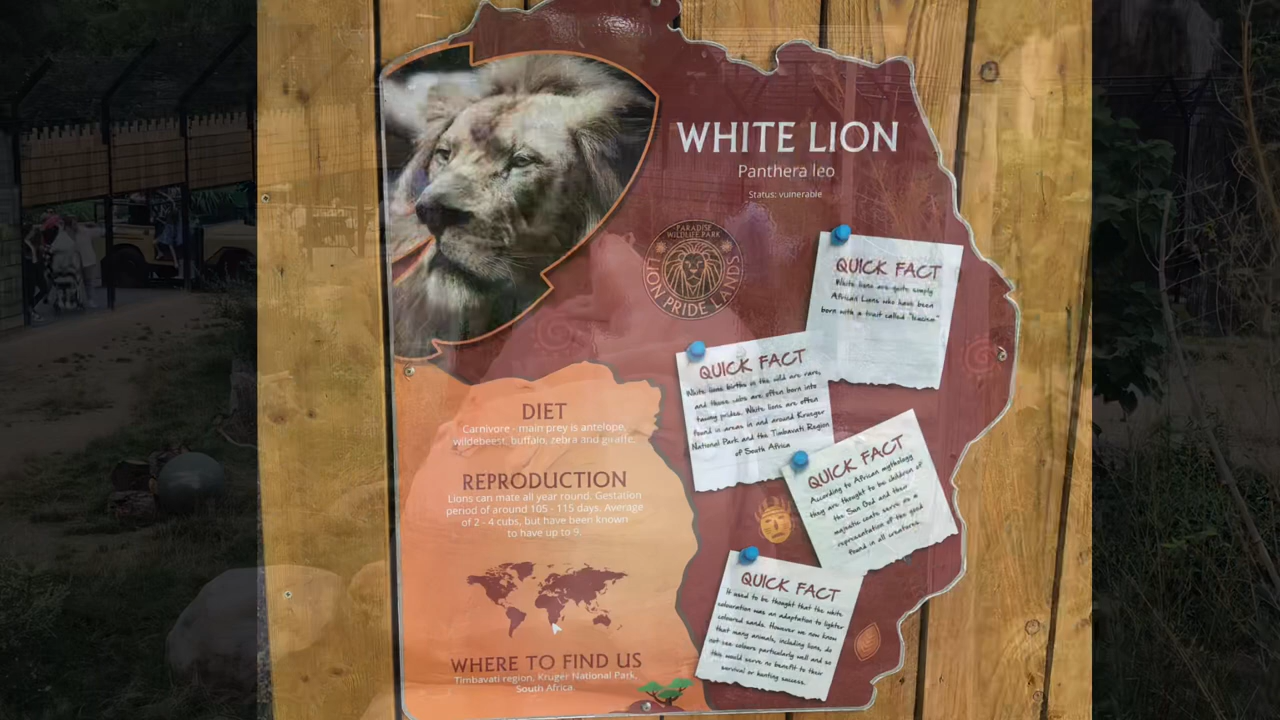 WHITE LION
Panthera leo
Status: vulnerable
PARADISE
WILDLIFE PARK
LION PRIDE LANDS
QUICK FACT
White lions are quite simply
African Lions who have been
born with a trait called "leucism"
QUICK FACT
White lions births in the wild are rare,
and those cubs are often born into
tawny prides. White lions are often
found in areas in and around Krueger
National Park and the Timbavati Region
of South Africa
QUICK FACT
According to African mythology
they are thought to be children of
the Sun God and their
majestic coats serve as a
representation of the good
found in all creatures.
QUICK FACT
It used to be thought that the white
colouration was an adaptation to lighter
coloured sands. However we now know
that many animals, including lions, do
not see colours particularly well and so
this would serve no benefit to their
survival or hunting success.
DIET
Carnivore - main prey is antelope,
wildebeest, buffalo, zebra and giraffe.
REPRODUCTION
Lions can mate all year round. Gestation
period of around 105 - 115 days. Average
of 2 - 4 cubs, but have been known
to have up to 9.
WHERE TO FIND US
Timbavati region, Kruger National Park,
South Africa.